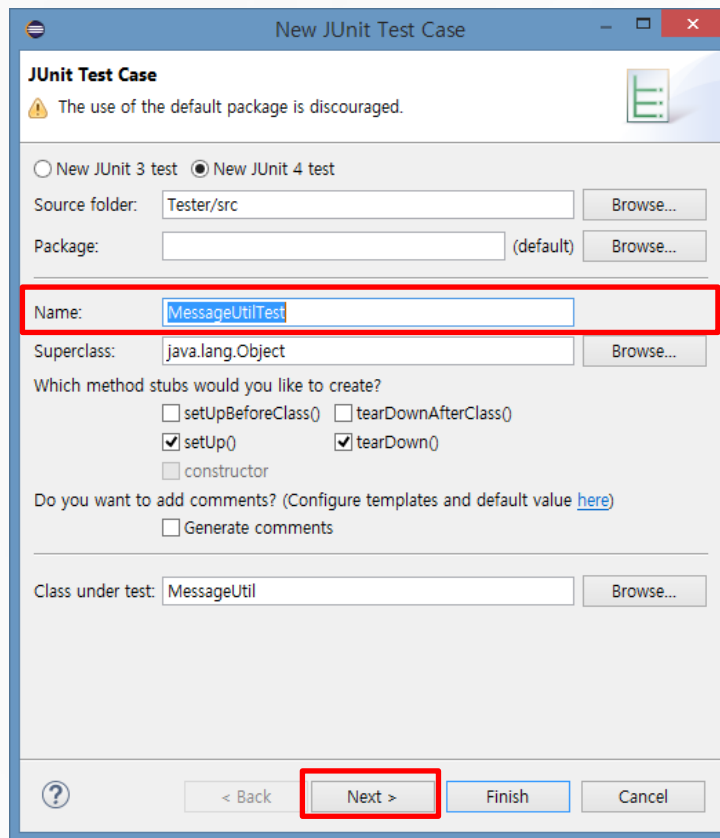 New JUnit Test Case
JUnit Test Case
The use of the default package is discouraged.
New JUnit 3 test New JUnit 4 test
Source folder: Tester/src Browse...
Package: (default) Browse...
Name: MessageUtilTest
Superclass: java.lang.Object Browse...
Which method stubs would you like to create?
setUpBeforeClass() tearDownAfterClass()
setUp() tearDown()
constructor
Do you want to add comments? (Configure templates and default value here)
Generate comments
Class under test: MessageUtil Browse...
? < Back Next > Finish Cancel